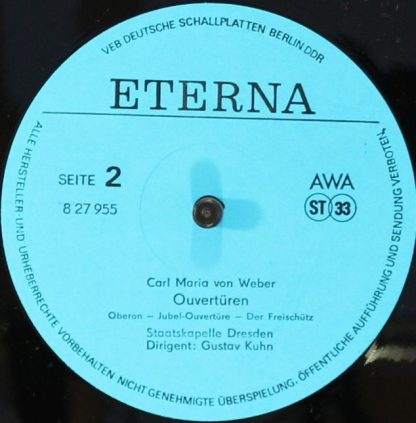 VEB DEUTSCHE SCHALLPLATTEN BERLIN DDR
ETERNA
SEITE 2
8 27 955
AWA
ST 33
Carl Maria von Weber
Ouvertüren
Oberon – Jubel-Ouvertüre – Der Freischütz
Staatskapelle Dresden
Dirigent: Gustav Kuhn
ALLE HERSTELLER-UND URHEBERRECHTE VORBEHALTEN NICHT GENEHMIGTE ÜBERSPIELUNG, ÖFFENTLICHE AUFFÜHRUNG UND SENDUNG VERBOTEN